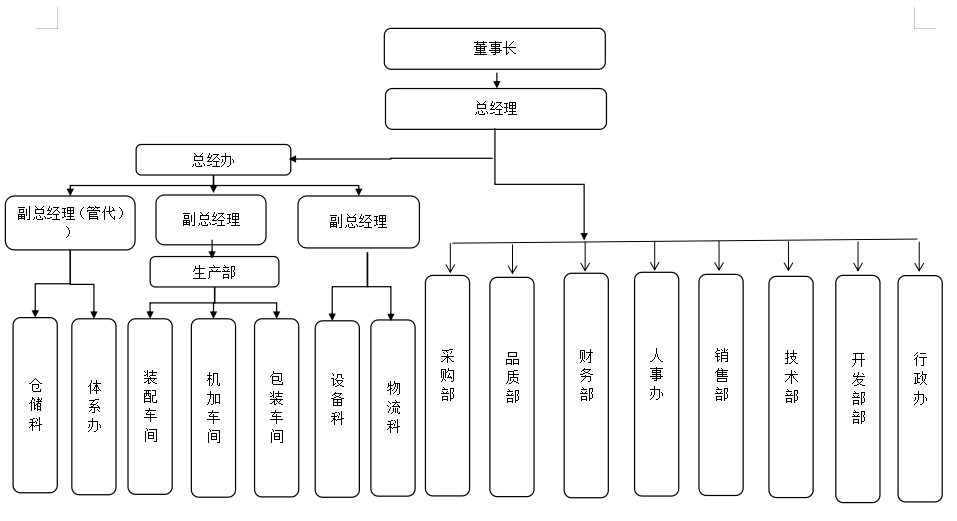 董事长
总经理
总经办
副总经理（管代）
）
副总经理
副总经理
生产部
仓储科
体系办
装配车间
机加车间
包装车间
设备科
物流科
采购部
品质部
财务部
人事办
销售部
技术部
开发部部
行政办